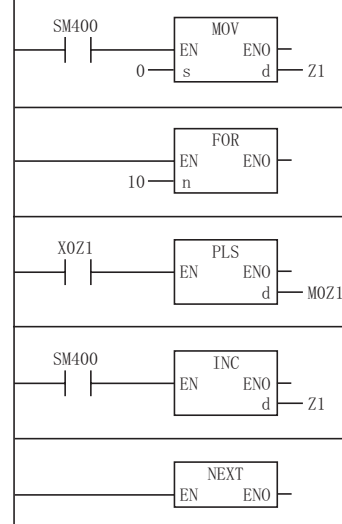 SM400
MOV
EN ENO
0 s d Z1
FOR
EN ENO
10 n
X0Z1
PLS
EN ENO
d M0Z1
SM400
INC
EN ENO
d Z1
NEXT
EN ENO